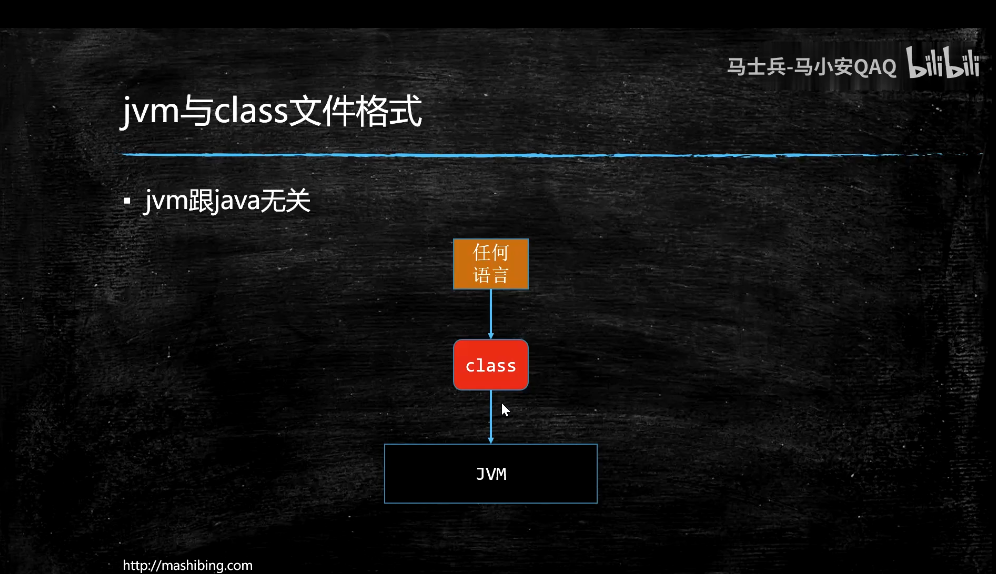 马士兵-马小安QAQ bilibili
jvm与class文件格式
▪ jvm跟java无关
任何
语言
class
JVM
http://mashibing.com